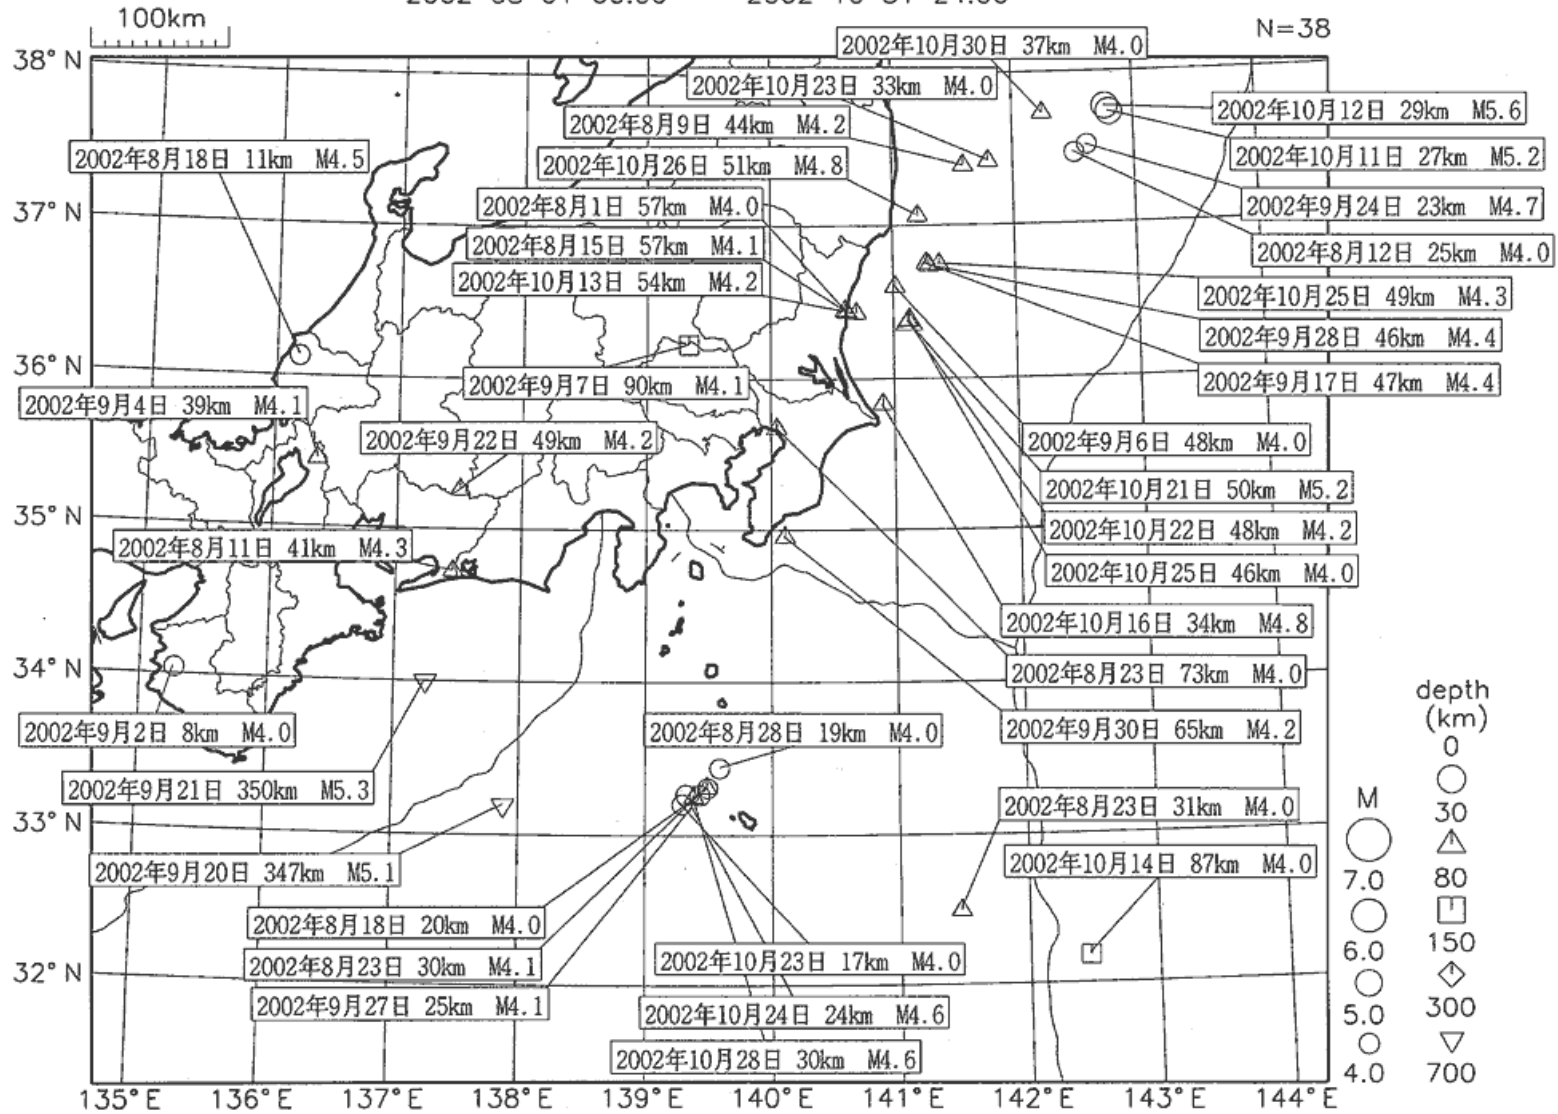 100km
N=38
2002年10月30日 37km M4.0
2002年10月23日 33km M4.0
2002年8月9日 44km M4.2
2002年10月26日 51km M4.8
2002年8月1日 57km M4.0
2002年8月15日 57km M4.1
2002年10月13日 54km M4.2
2002年8月18日 11km M4.5
2002年10月12日 29km M5.6
2002年10月11日 27km M5.2
2002年9月24日 23km M4.7
2002年8月12日 25km M4.0
2002年10月25日 49km M4.3
2002年9月28日 46km M4.4
2002年9月17日 47km M4.4
2002年9月7日 90km M4.1
2002年9月4日 39km M4.1
2002年9月22日 49km M4.2
2002年9月6日 48km M4.0
2002年10月21日 50km M5.2
2002年10月22日 48km M4.2
2002年10月25日 46km M4.0
2002年8月11日 41km M4.3
2002年10月16日 34km M4.8
2002年8月23日 73km M4.0
2002年9月30日 65km M4.2
2002年9月2日 8km M4.0
2002年8月28日 19km M4.0
2002年9月21日 350km M5.3
2002年8月23日 31km M4.0
2002年9月20日 347km M5.1
2002年10月14日 87km M4.0
2002年8月18日 20km M4.0
2002年8月23日 30km M4.1
2002年9月27日 25km M4.1
2002年10月23日 17km M4.0
2002年10月24日 24km M4.6
2002年10月28日 30km M4.6
38°N
37°N
36°N
35°N
34°N
33°N
32°N
135°E 136°E 137°E 138°E 139°E 140°E 141°E 142°E 143°E 144°E
M
7.0
6.0
5.0
4.0
depth
(km)
0
30
80
150
300
700